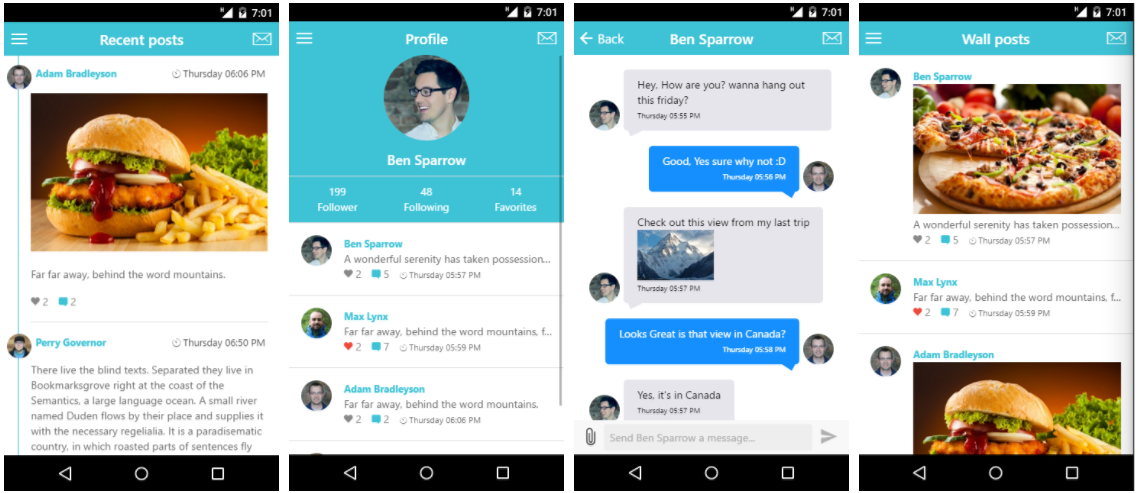 7:01
Recent posts
Adam Bradleyson
Thursday 06:06 PM
Far far away, behind the word mountains.
2 2
Perry Governor
Thursday 06:50 PM
There live the blind texts. Separated they live in
Bookmarksgrove right at the coast of the
Semantics, a large language ocean. A small river
named Duden flows by their place and supplies it
with the necessary regelialia. It is a paradisematic
country, in which roasted parts of sentences fly
7:01
Profile
Ben Sparrow
199 48 14
Follower Following Favorites
Ben Sparrow
A wonderful serenity has taken possession...
2 5 Thursday 05:57 PM
Max Lynx
Far far away, behind the word mountains, f...
2 7 Thursday 05:59 PM
Adam Bradleyson
Far far away, behind the word mountains.
2 2 Thursday 06:06 PM
7:01
Back Ben Sparrow
Hey. How are you? wanna hang out
this friday?
Thursday 05:55 PM
Good, Yes sure why not :D
Thursday 05:56 PM
Check out this view from my last trip
Thursday 05:57 PM
Looks Great is that view in Canada?
Thursday 05:58 PM
Yes, it's in Canada
Thursday 05:57 PM
Send Ben Sparrow a message...
7:01
Wall posts
Ben Sparrow
A wonderful serenity has taken possession...
2 5 Thursday 05:57 PM
Max Lynx
Far far away, behind the word mountains, f...
2 7 Thursday 05:59 PM
Adam Bradleyson